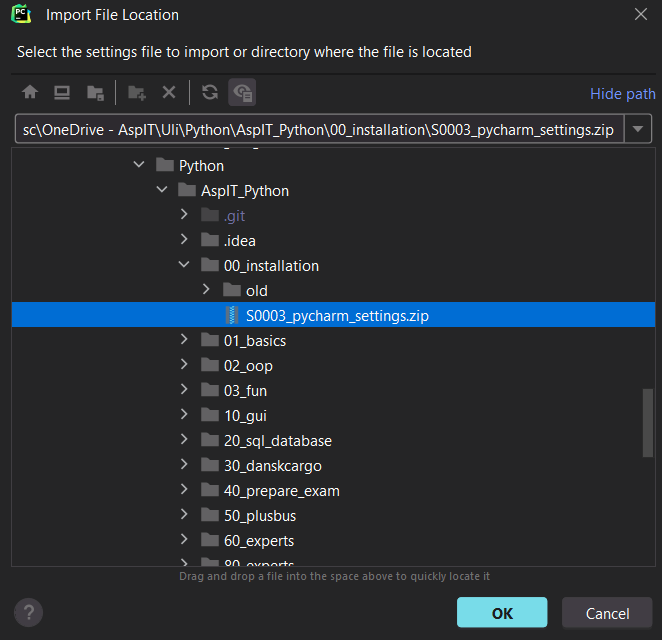 PC
Import File Location
Select the settings file to import or directory where the file is located
Hide path
sc\OneDrive - AspIT\Uli\Python\AspIT_Python\00_installation\S0003_pycharm_settings.zip
Python
AspIT_Python
.git
.idea
00_installation
old
S0003_pycharm_settings.zip
01_basics
02_oop
03_fun
10_gui
20_sql_database
30_danskcargo
40_prepare_exam
50_plusbus
60_experts
80_experts
Drag and drop a file into the space above to quickly locate it
?
OK
Cancel